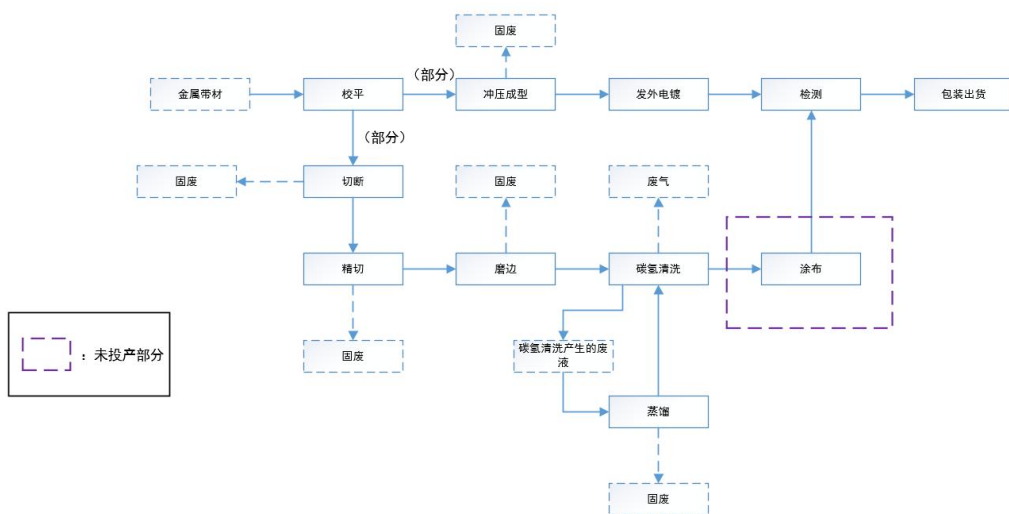 固废
（部分）
金属带材
校平
冲压成型
发外电镀
检测
包装出货
（部分）
固废
切断
固废
废气
精切
磨边
碳氢清洗
涂布
：未投产部分
固废
碳氢清洗产生的废
液
蒸馏
固废